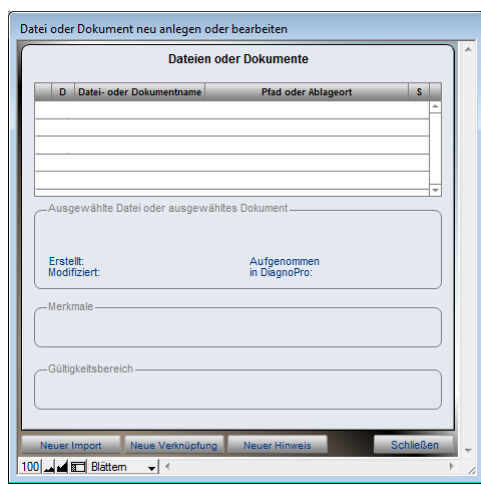 Datei oder Dokument neu anlegen oder bearbeiten
Dateien oder Dokumente
D Datei- oder Dokumentname Pfad oder Ablageort S
Ausgewählte Datei oder ausgewähltes Dokument
Erstellt: Aufgenommen
Modifiziert: in DiagnoPro:
Merkmale
Gültigkeitsbereich
Neuer Import Neue Verknüpfung Neuer Hinweis Schließen
100 Blättern